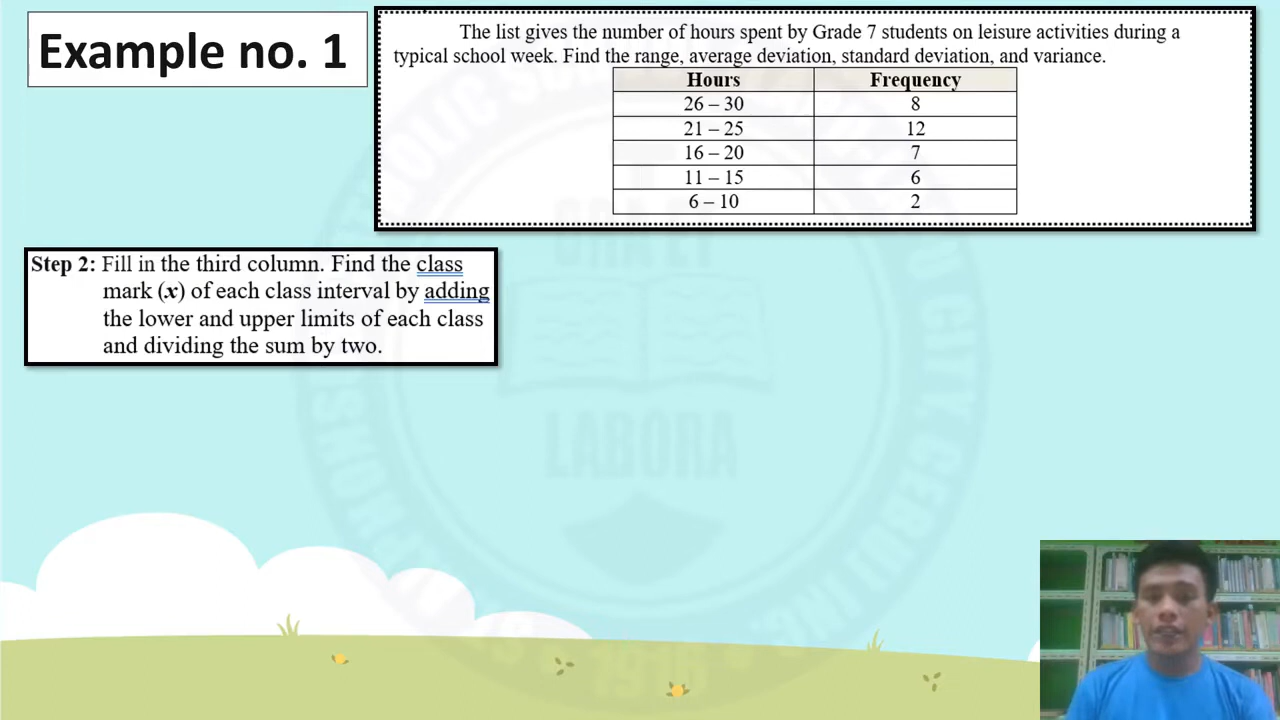 Example no. 1
The list gives the number of hours spent by Grade 7 students on leisure activities during a
typical school week. Find the range, average deviation, standard deviation, and variance.
Hours Frequency
26 – 30 8
21 – 25 12
16 – 20 7
11 – 15 6
6 – 10 2
Step 2: Fill in the third column. Find the class
mark (x) of each class interval by adding
the lower and upper limits of each class
and dividing the sum by two.
ORA ET
LABORA